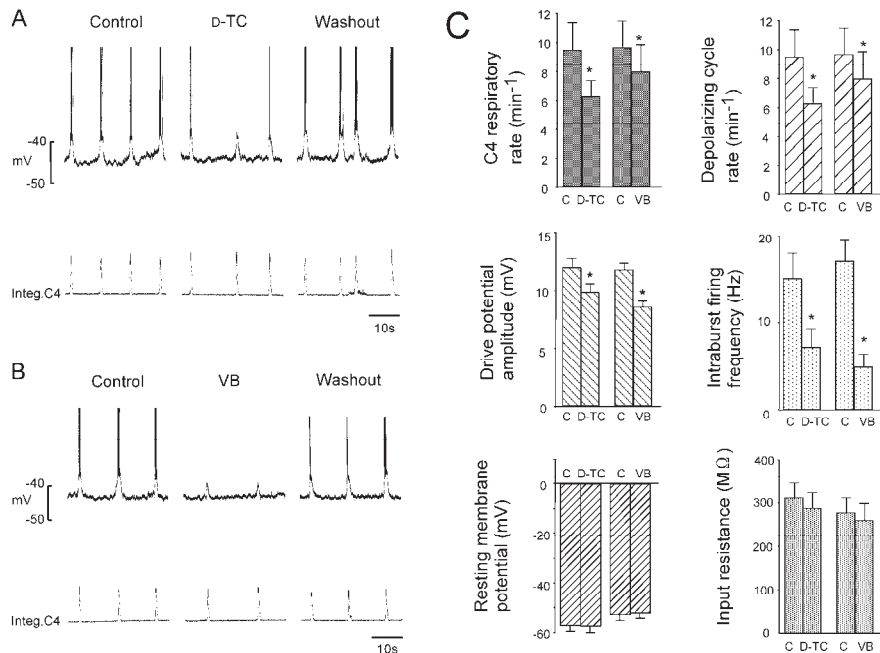 A
Control D-TC Washout
-40
mV
-50
Integ.C4
10s
B
Control VB Washout
-40
mV
-50
Integ.C4
10s
C
C4 respiratory
rate (min-1)
12
10
8
6
4
2
0
* *
C D-TC C VB
Depolarizing cycle
rate (min-1)
12
10
8
6
4
2
0
* *
C D-TC C VB
Drive potential
amplitude (mV)
15
10
5
0
* *
C D-TC C VB
Intraburst firing
frequency (Hz)
20
10
0
* *
C D-TC C VB
Resting membrane
potential (mV)
C D-TC C VB
0
-20
-40
-60
Input resistance (MΩ)
400
300
200
100
0
C D-TC C VB